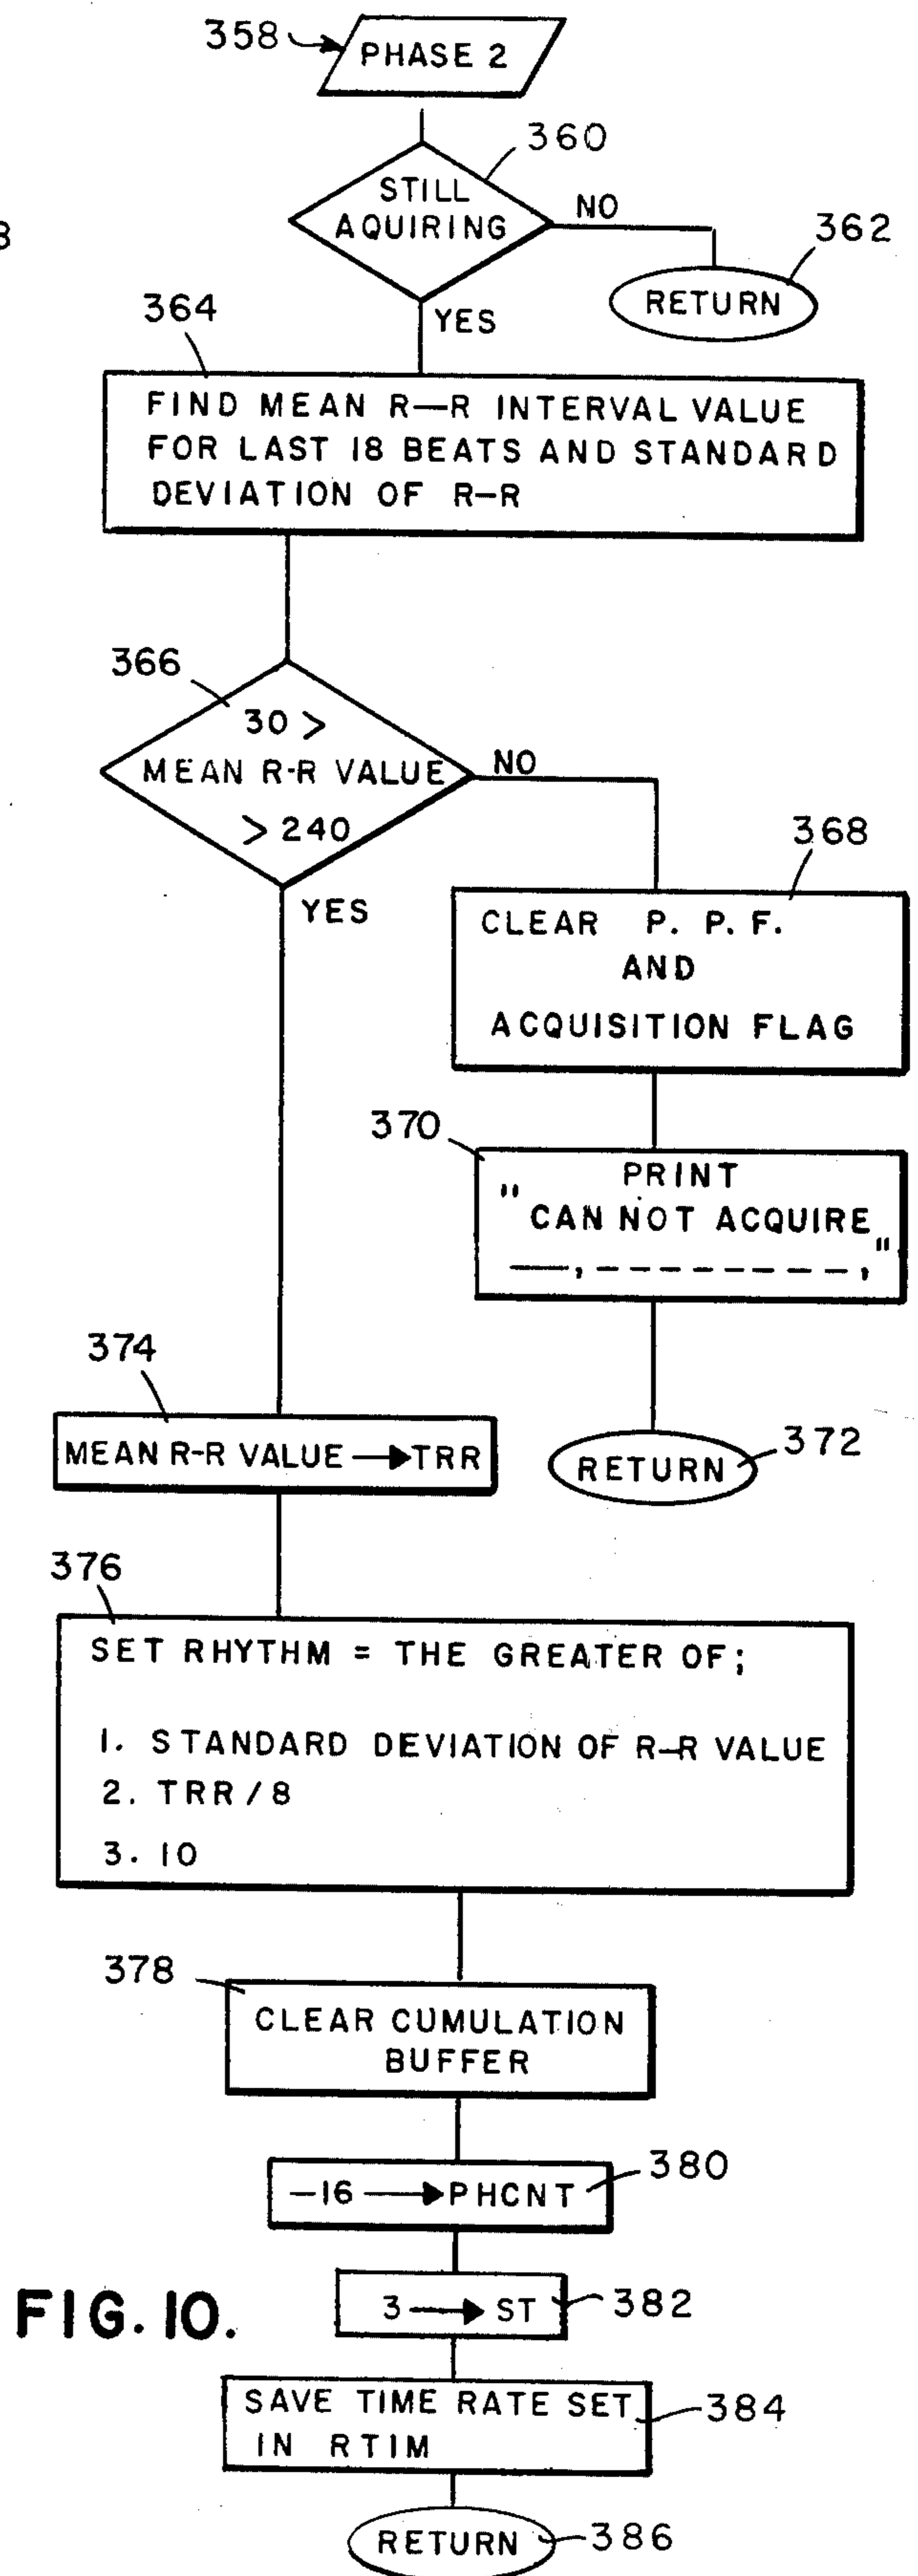 358
PHASE 2
360
STILL
AQUIRING
NO
8
362
RETURN
YES
364
FIND MEAN R—R INTERVAL VALUE
FOR LAST 18 BEATS AND STANDARD
DEVIATION OF R-R
366
30 >
MEAN R-R VALUE
> 240
NO
YES
368
CLEAR P. P. F.
AND
ACQUISITION FLAG
370
PRINT
" CAN NOT ACQUIRE
__, _ _ _ _ _ _ _ _ _ ,"
374
MEAN R-R VALUE → TRR
372
RETURN
376
SET RHYTHM = THE GREATER OF;
1. STANDARD DEVIATION OF R-R VALUE
2. TRR / 8
3. 10
378
CLEAR CUMULATION
BUFFER
380
-16 → PHCNT
382
3 → ST
FIG. 10.
384
SAVE TIME RATE SET
IN RTIM
RETURN
386